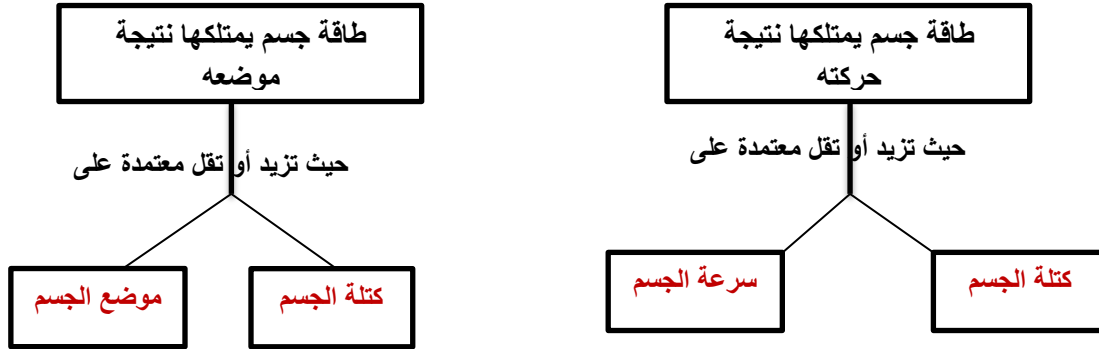 طاقة جسم يمتلكها نتيجة
حركته
حيث تزيد أو تقل معتمدة على
كتلة الجسم
سرعة الجسم
طاقة جسم يمتلكها نتيجة
موضعه
حيث تزيد أو تقل معتمدة على
كتلة الجسم
موضع الجسم